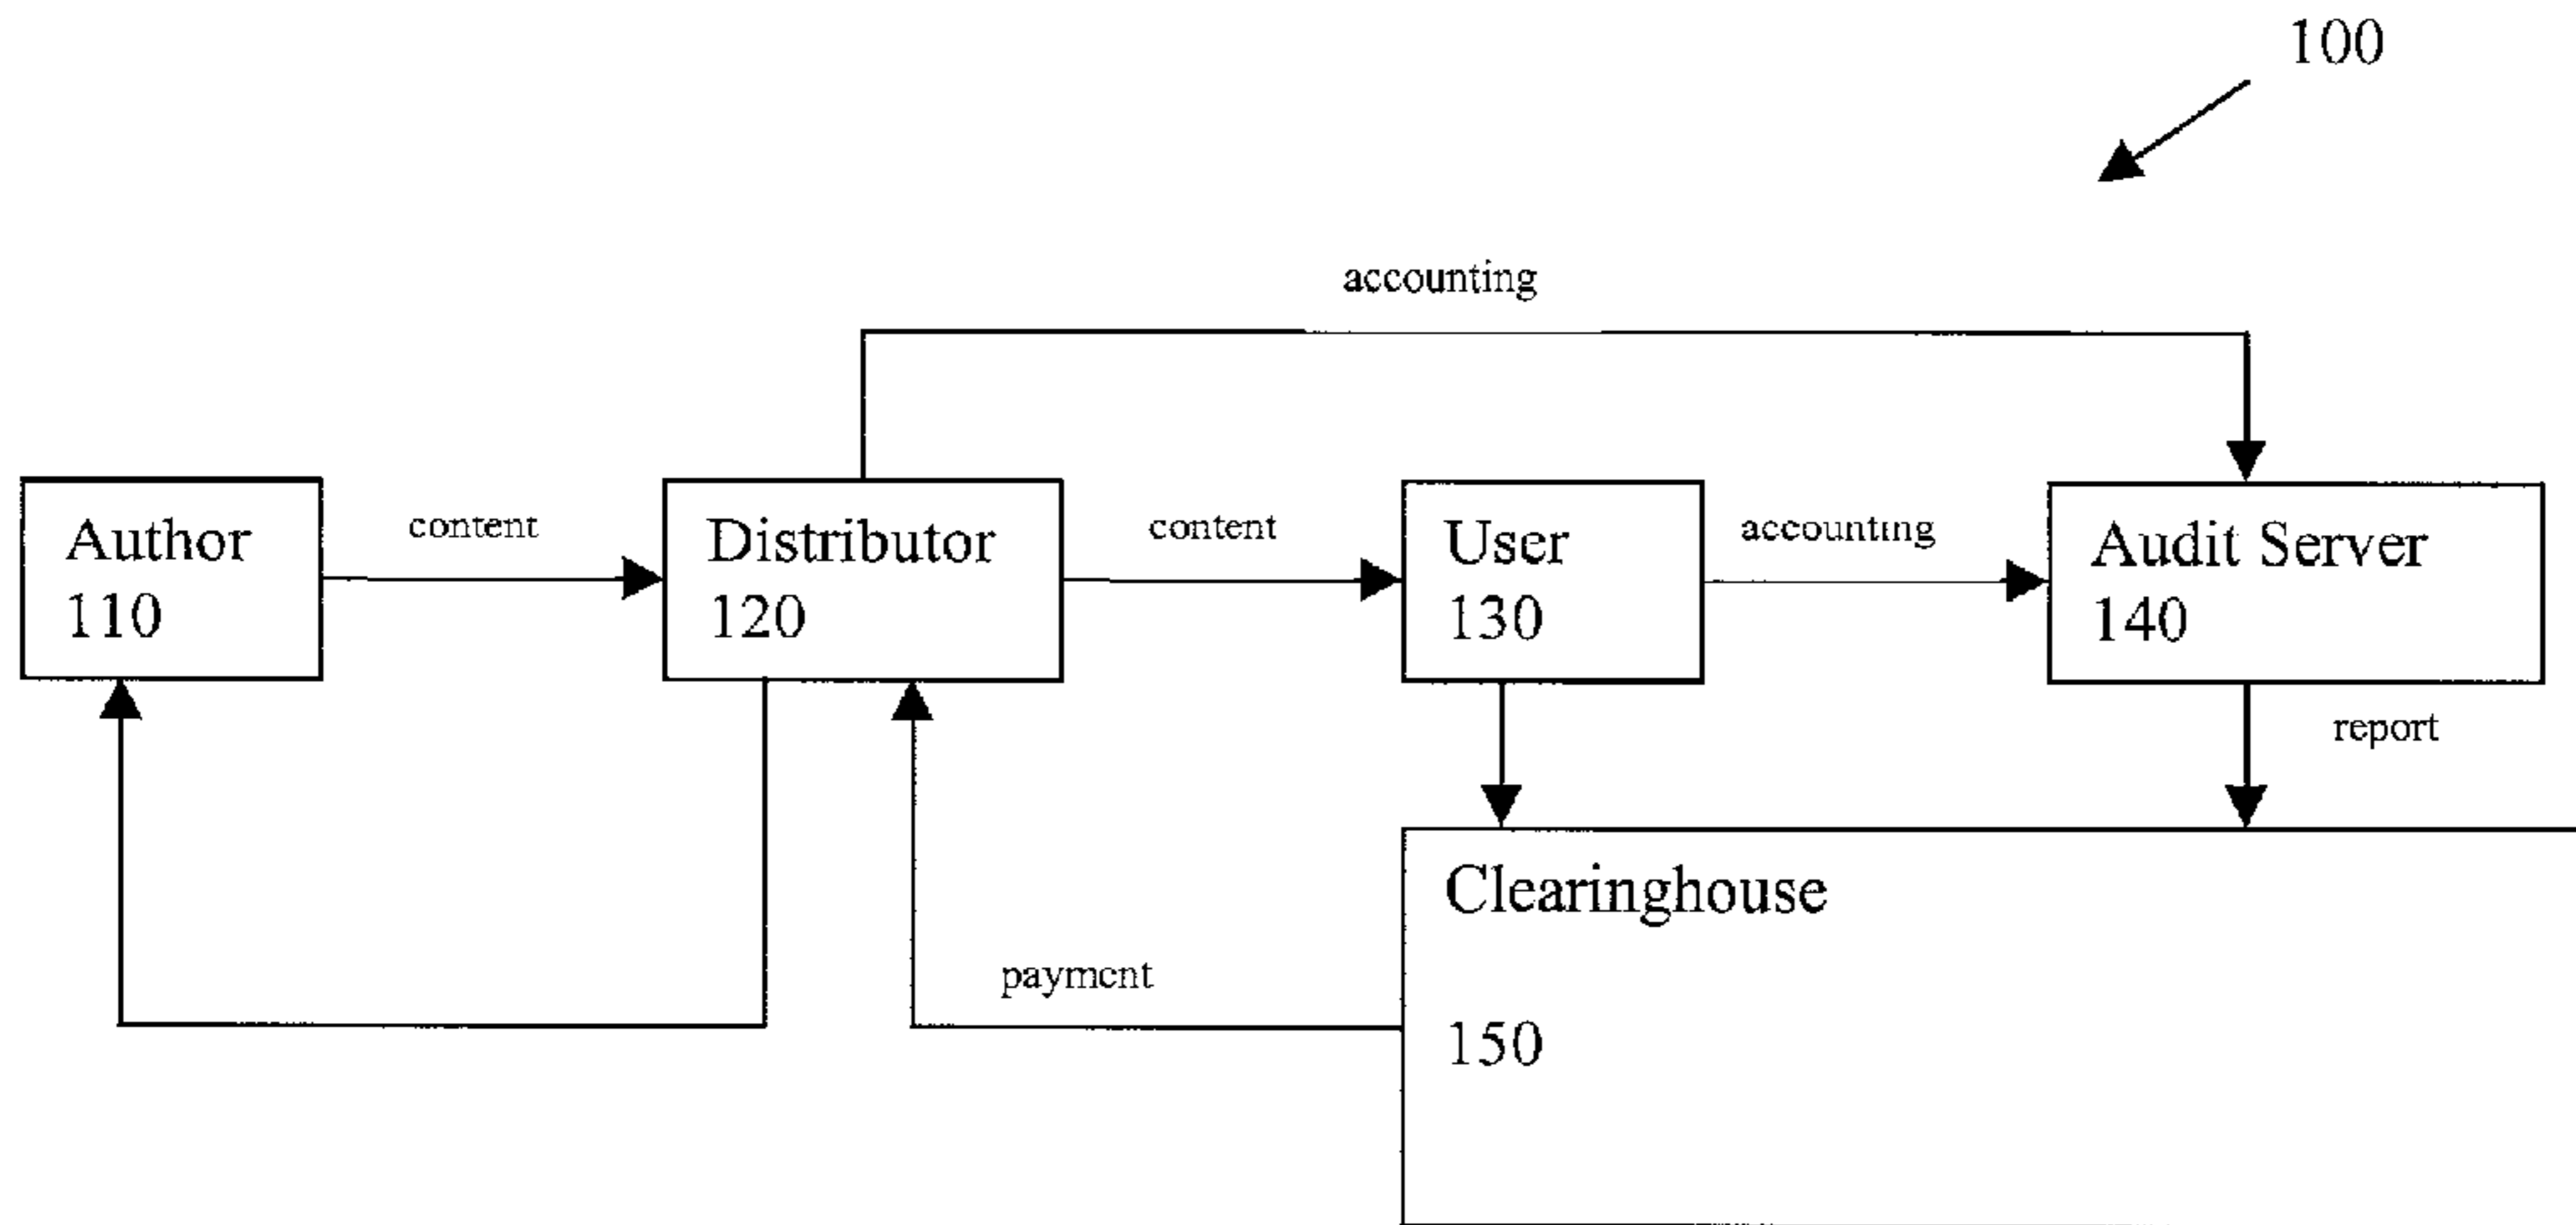 100
accounting
Author
110
content
Distributor
120
content
User
130
accounting
Audit Server
140
report
Clearinghouse
150
payment